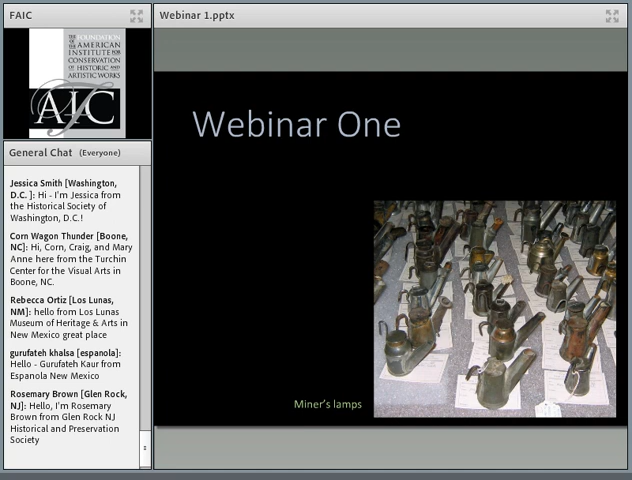 FAIC
THE FOUNDATION
OF THE AMERICAN
INSTITUTE FOR
CONSERVATION
OF HISTORIC AND
ARTISTIC WORKS
AIC
General Chat (Everyone)
Jessica Smith [Washington,
D.C. ]: Hi - I'm Jessica from
the Historical Society of
Washington, D.C.!
Corn Wagon Thunder [Boone,
NC]: Hi, Corn, Craig, and Mary
Anne here from the Turchin
Center for the Visual Arts in
Boone, NC.
Rebecca Ortiz [Los Lunas,
NM]: hello from Los Lunas
Museum of Heritage & Arts in
New Mexico great place
gurufateh khalsa [espanola]:
Hello - Gurufateh Kaur from
Espanola New Mexico
Rosemary Brown [Glen Rock,
NJ]: Hello, I'm Rosemary
Brown from Glen Rock NJ
Historical and Preservation
Society
Webinar 1.pptx
Webinar One
Miner's lamps